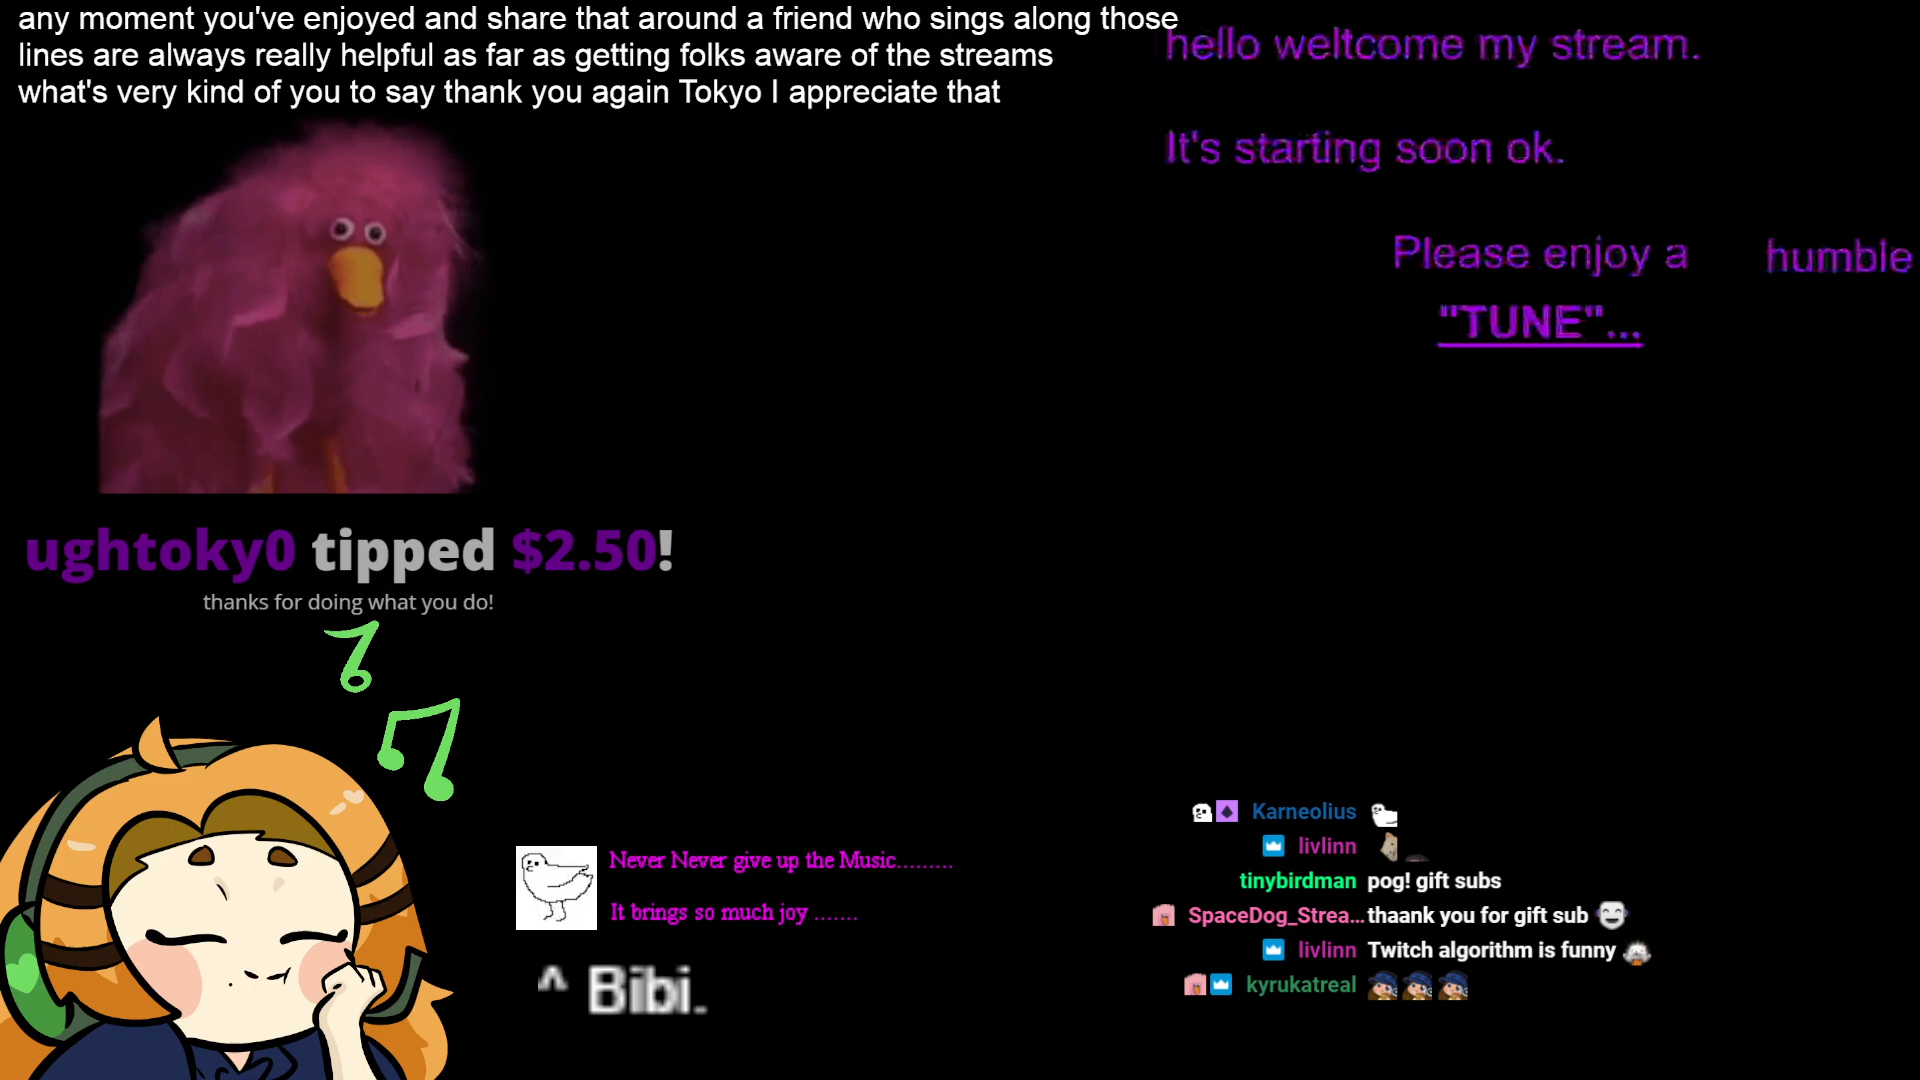 any moment you've enjoyed and share that around a friend who sings along those
lines are always really helpful as far as getting folks aware of the streams
what's very kind of you to say thank you again Tokyo I appreciate that
hello weltcome my stream.
It's starting soon ok.
Please enjoy a humble
"TUNE"...
ughtoky0 tipped $2.50!
thanks for doing what you do!
Never Never give up the Music.........
It brings so much joy .......
^ Bibi.
Karneolius
livlinn
tinybirdman pog! gift subs
SpaceDog_Strea... thaank you for gift sub
livlinn Twitch algorithm is funny
kyrukatreal